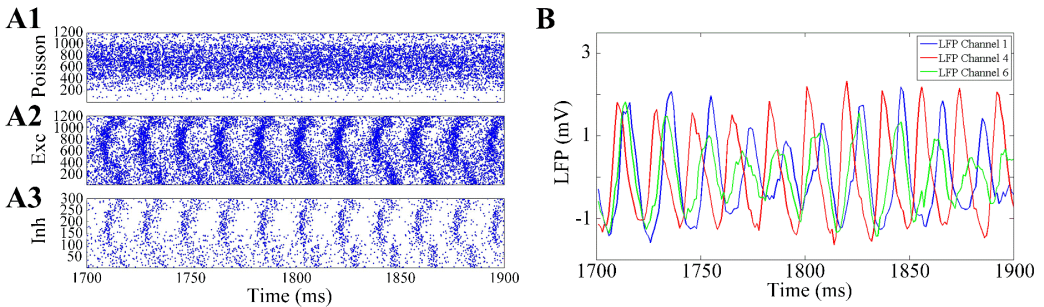 A1
Poisson
1200
1000
800
600
400
200
A2
Exc
1200
1000
800
600
400
200
A3
Inh
300
250
200
150
100
50
1700
1750
1800
1850
1900
Time (ms)
B
LFP (mV)
3
1
-1
LFP Channel 1
LFP Channel 4
LFP Channel 6
1700
1750
1800
1850
1900
Time (ms)